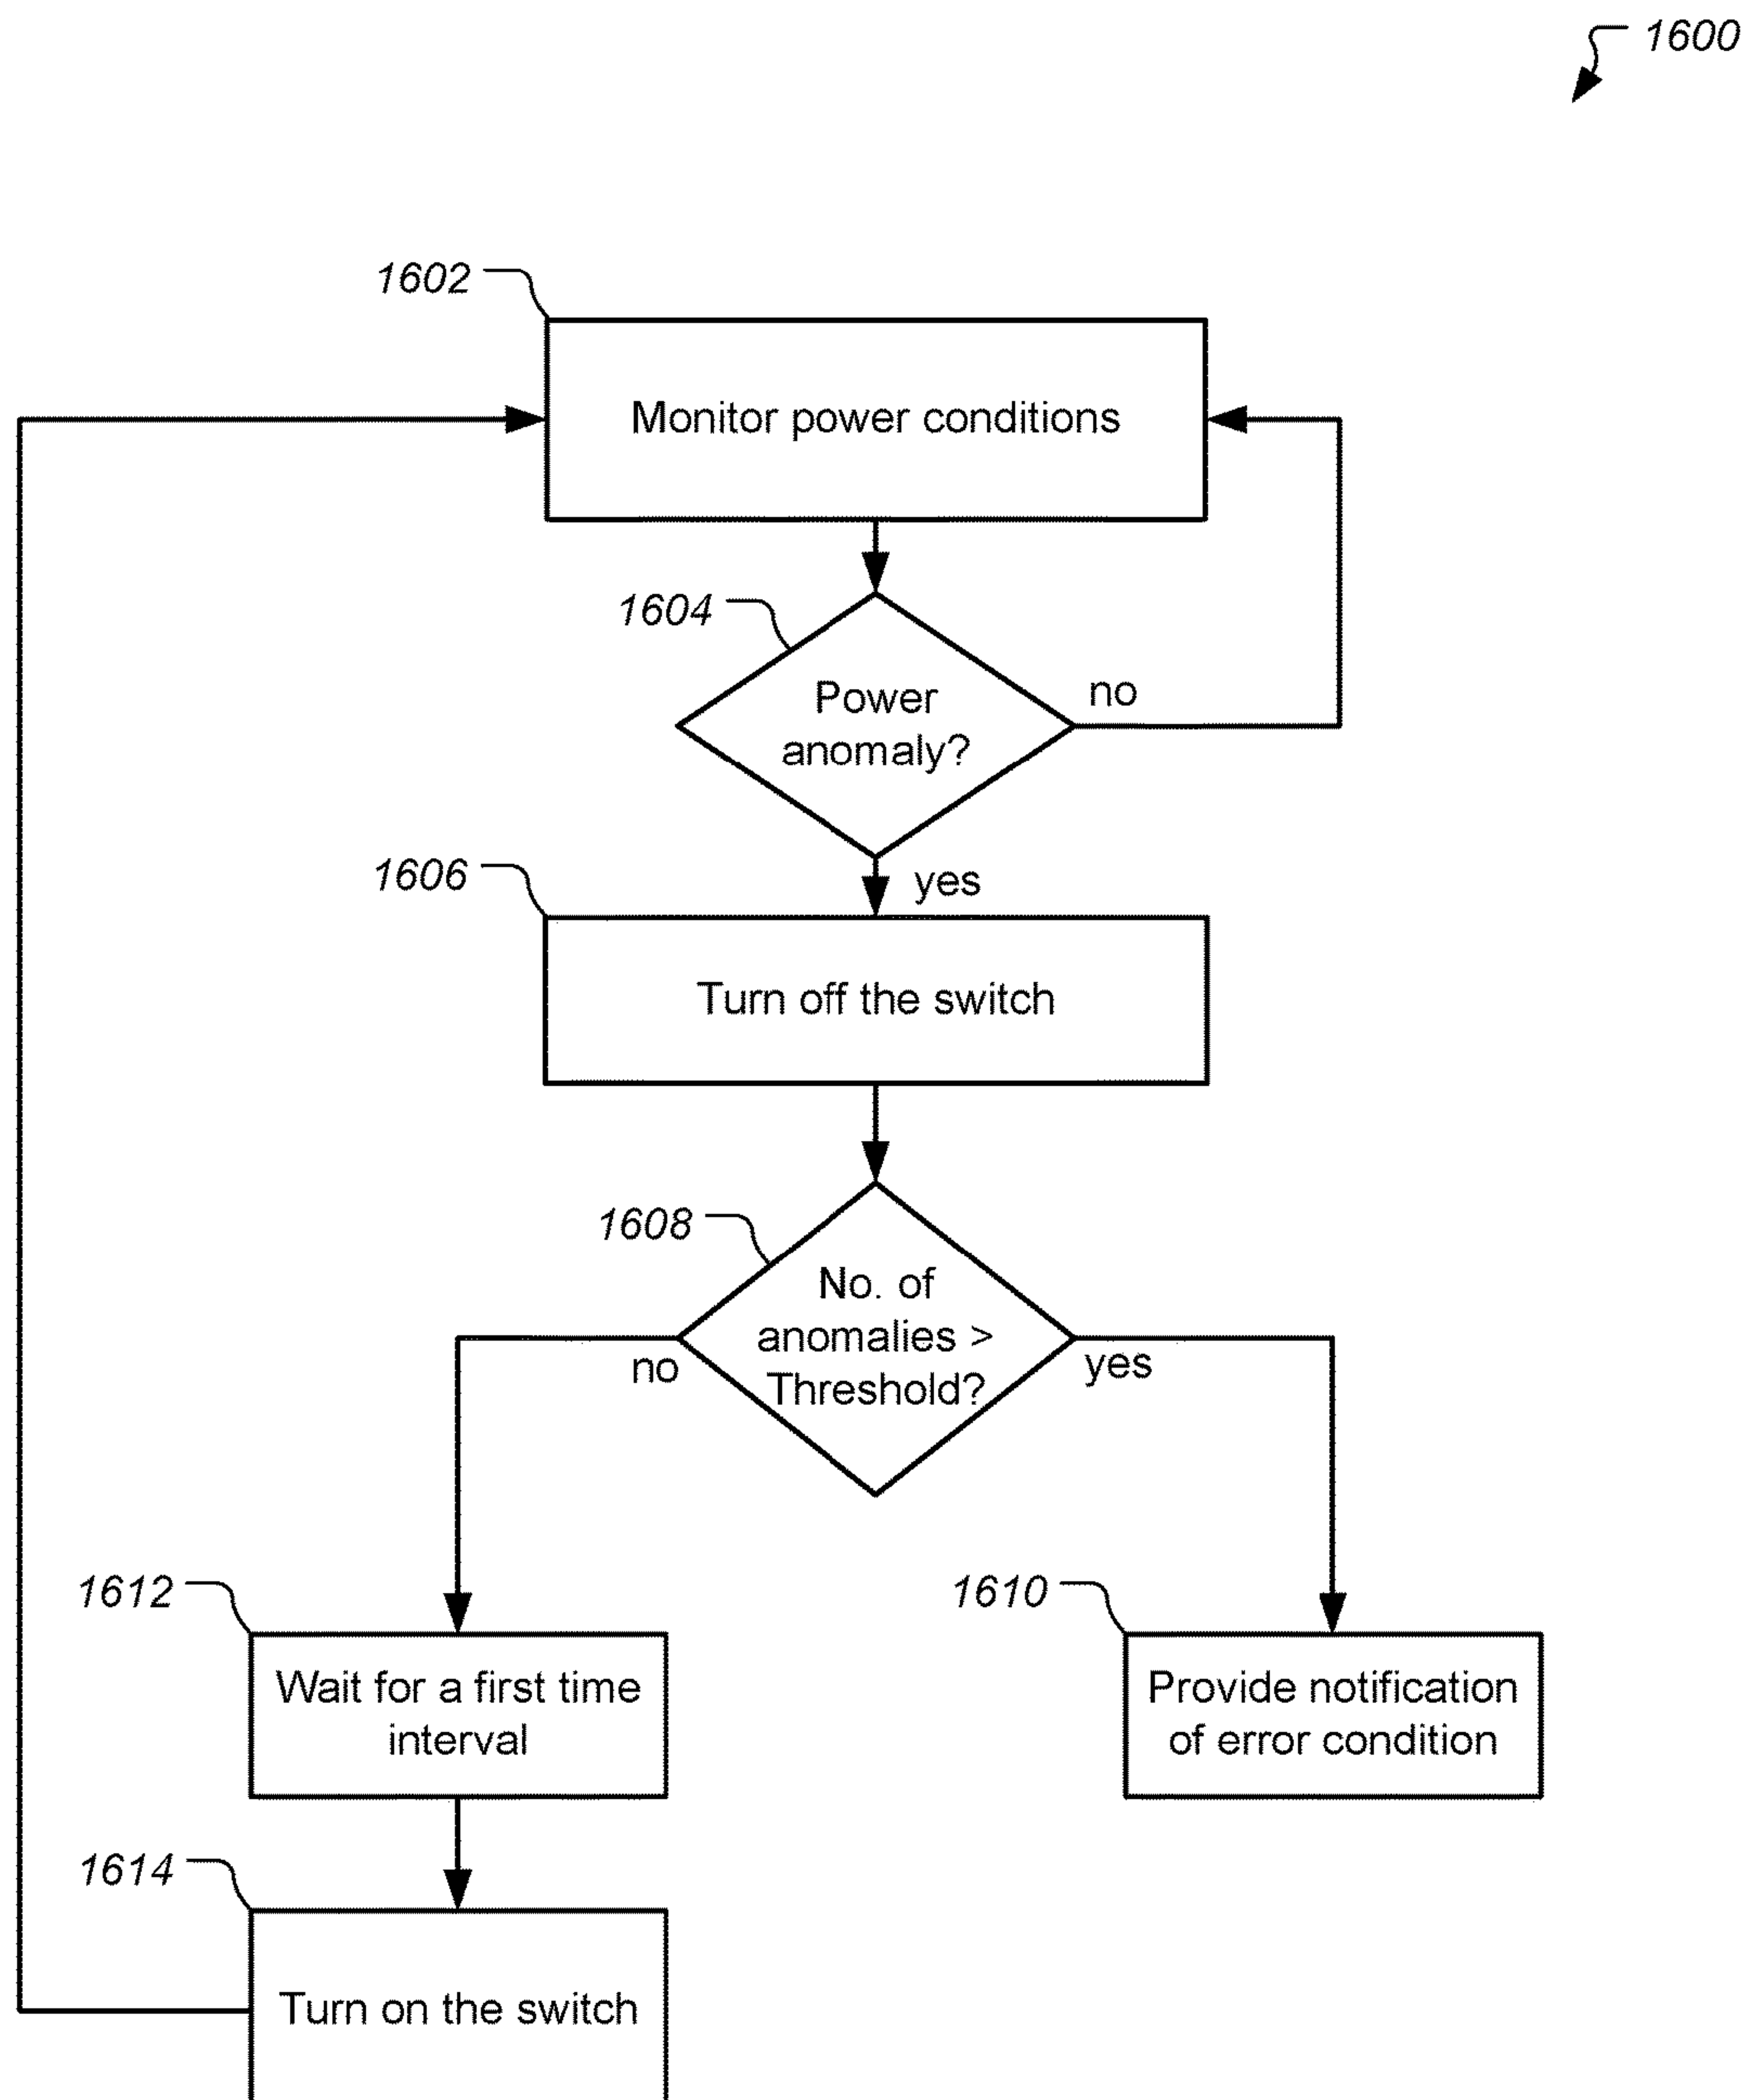 1600
1602
Monitor power conditions
1604
Power
anomaly?
no
1606
yes
Turn off the switch
1608
No. of
anomalies >
Threshold?
no
yes
1612
1610
Wait for a first time
interval
Provide notification
of error condition
1614
Turn on the switch